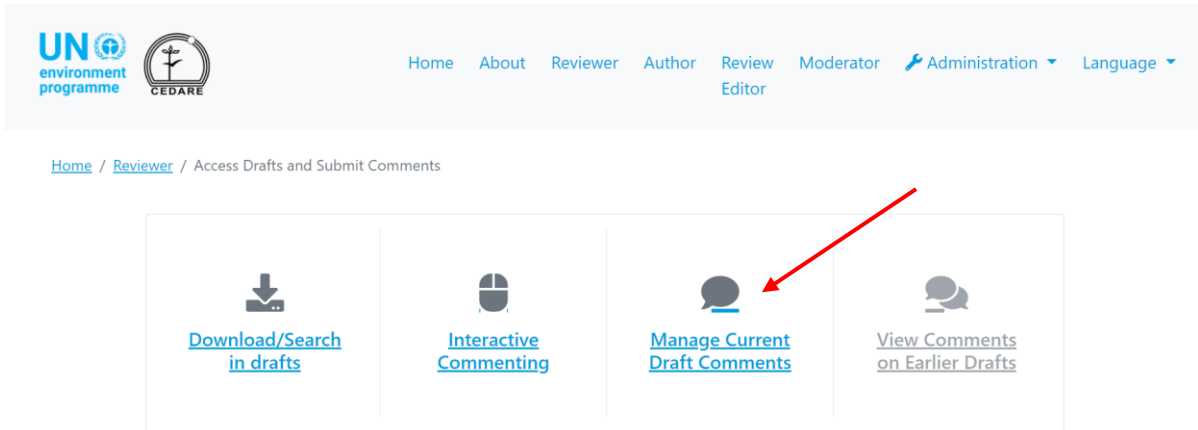 UN
environment
programme
CEDARE
Home About Reviewer Author Review Editor Moderator Administration Language
Home / Reviewer / Access Drafts and Submit Comments
Download/Search
in drafts
Interactive
Commenting
Manage Current
Draft Comments
View Comments
on Earlier Drafts